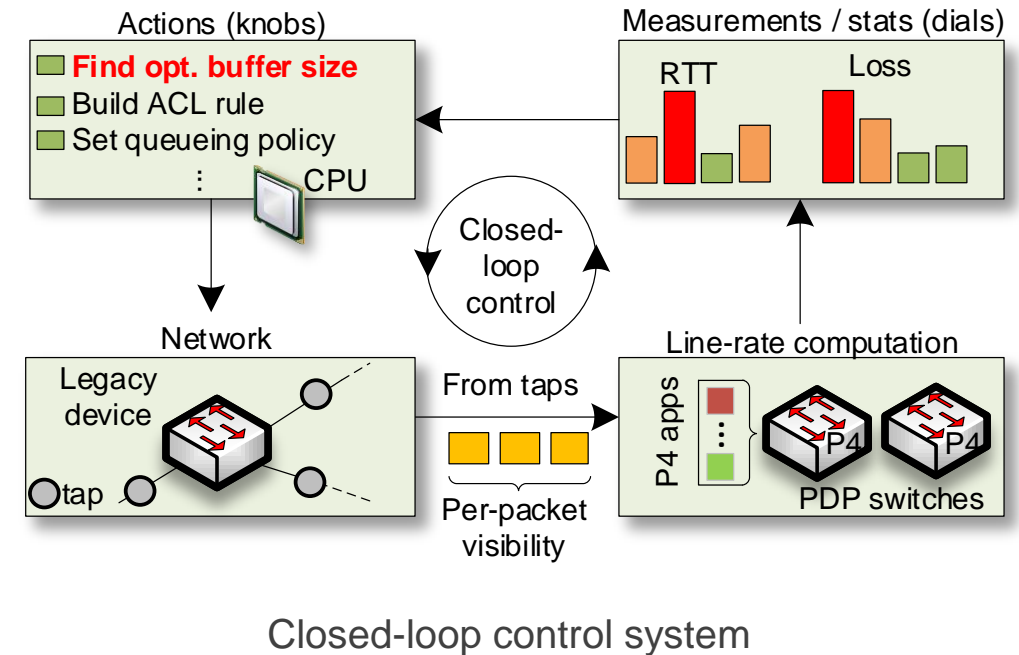 Actions (knobs)
Find opt. buffer size
Build ACL rule
Set queueing policy
⋮
CPU
Measurements / stats (dials)
RTT
Loss
Closed-
loop
control
Network
Legacy
device
tap
From taps
Per-packet
visibility
Line-rate computation
P4 apps
...
P4
P4
PDP switches
Closed-loop control system